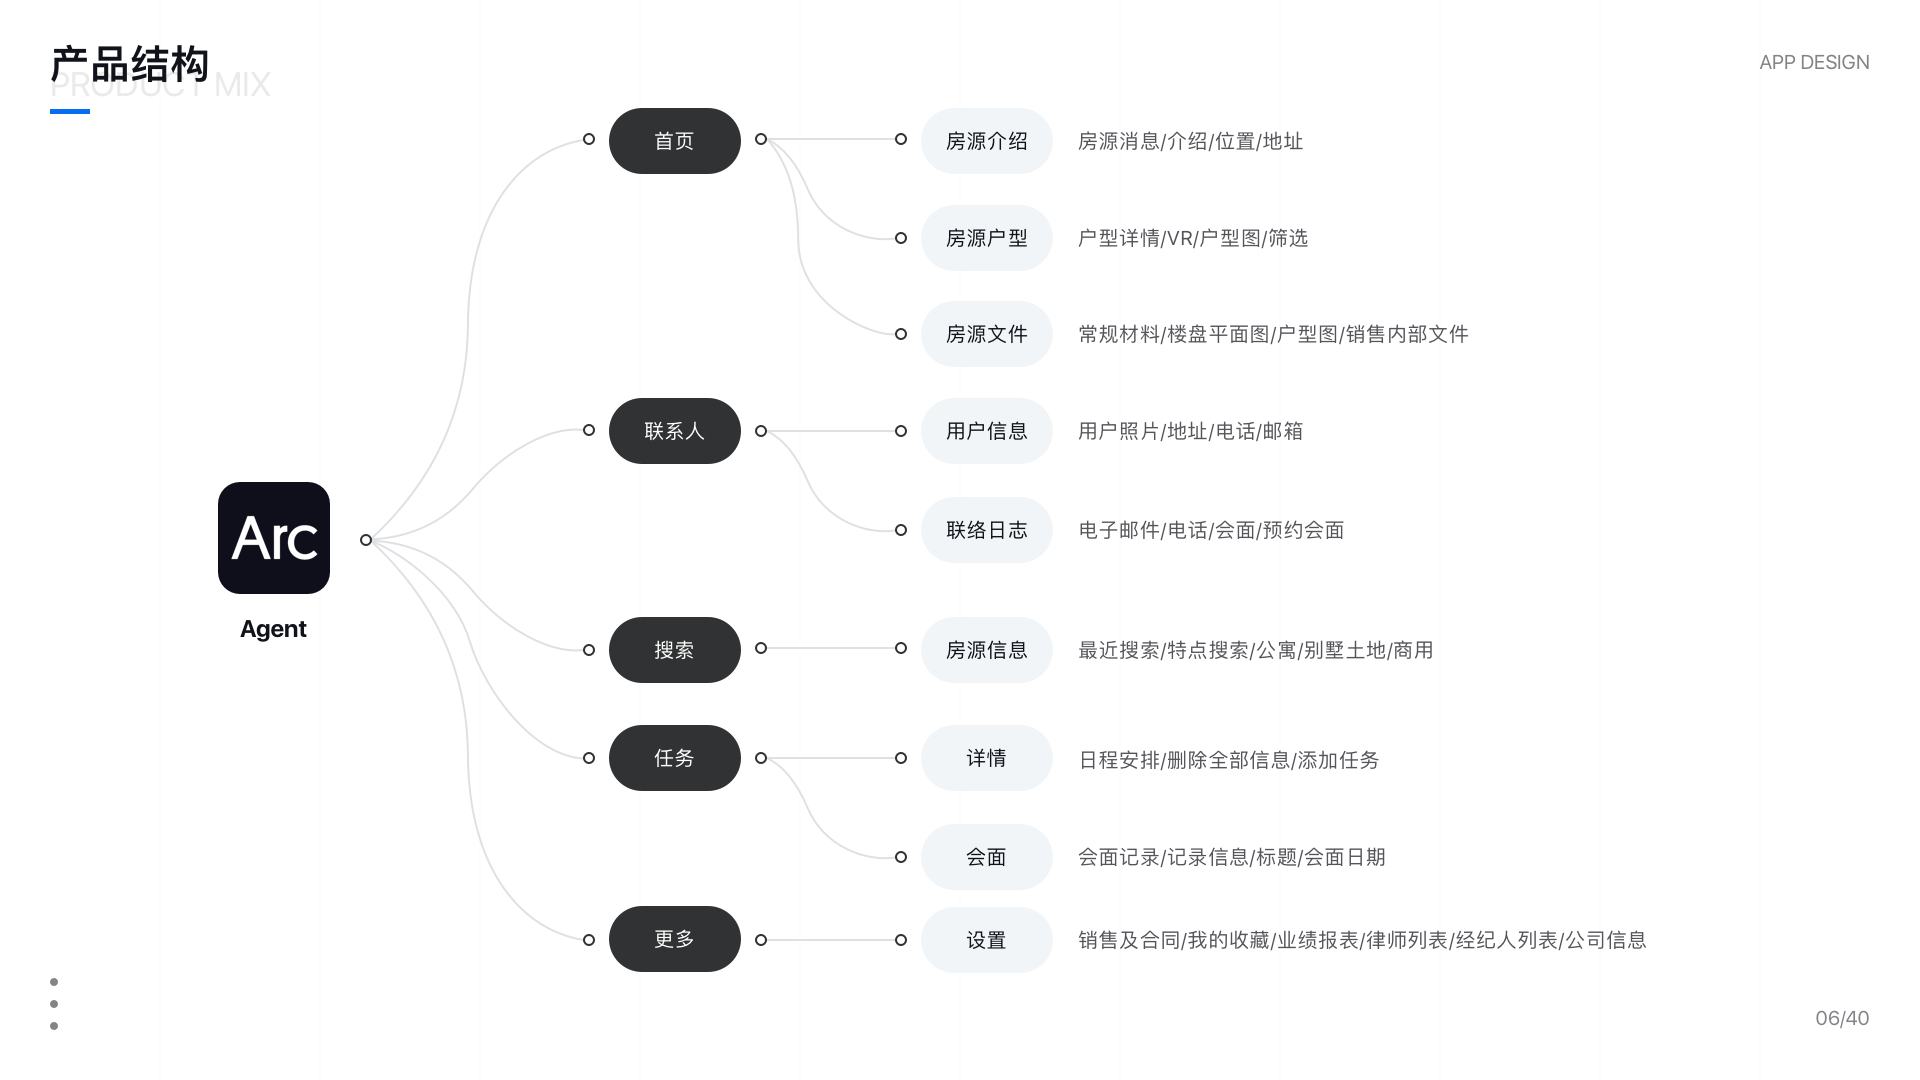 产品结构
PRODUCT MIX
APP DESIGN
首页
房源介绍 房源消息/介绍/位置/地址
房源户型 户型详情/VR/户型图/筛选
房源文件 常规材料/楼盘平面图/户型图/销售内部文件
联系人
用户信息 用户照片/地址/电话/邮箱
联络日志 电子邮件/电话/会面/预约会面
Arc
Agent
搜索
房源信息 最近搜索/特点搜索/公寓/别墅土地/商用
任务
详情 日程安排/删除全部信息/添加任务
会面 会面记录/记录信息/标题/会面日期
更多
设置 销售及合同/我的收藏/业绩报表/律师列表/经纪人列表/公司信息
06/40